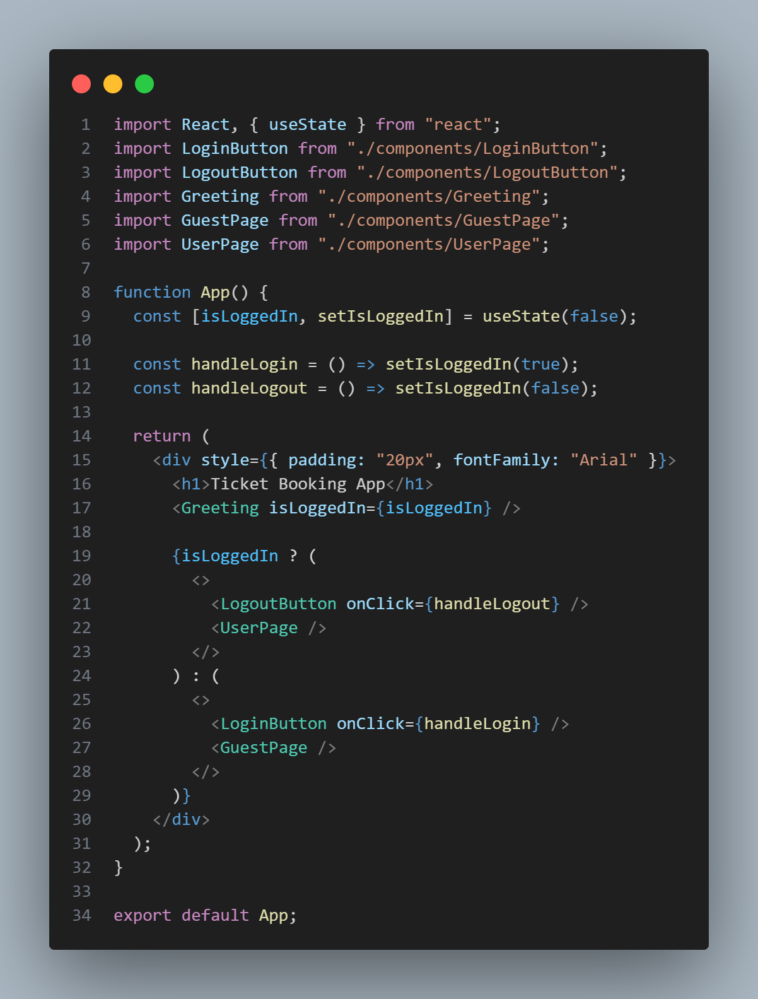 1 import React, { useState } from "react";
2 import LoginButton from "./components/LoginButton";
3 import LogoutButton from "./components/LogoutButton";
4 import Greeting from "./components/Greeting";
5 import GuestPage from "./components/GuestPage";
6 import UserPage from "./components/UserPage";
7
8 function App() {
9   const [isLoggedIn, setIsLoggedIn] = useState(false);
10
11   const handleLogin = () => setIsLoggedIn(true);
12   const handleLogout = () => setIsLoggedIn(false);
13
14   return (
15     <div style={{ padding: "20px", fontFamily: "Arial" }}>
16       <h1>Ticket Booking App</h1>
17       <Greeting isLoggedIn={isLoggedIn} />
18
19       {isLoggedIn ? (
20         <>
21           <LogoutButton onClick={handleLogout} />
22           <UserPage />
23         </>
24       ) : (
25         <>
26           <LoginButton onClick={handleLogin} />
27           <GuestPage />
28         </>
29       )}
30     </div>
31   );
32 }
33
34 export default App;